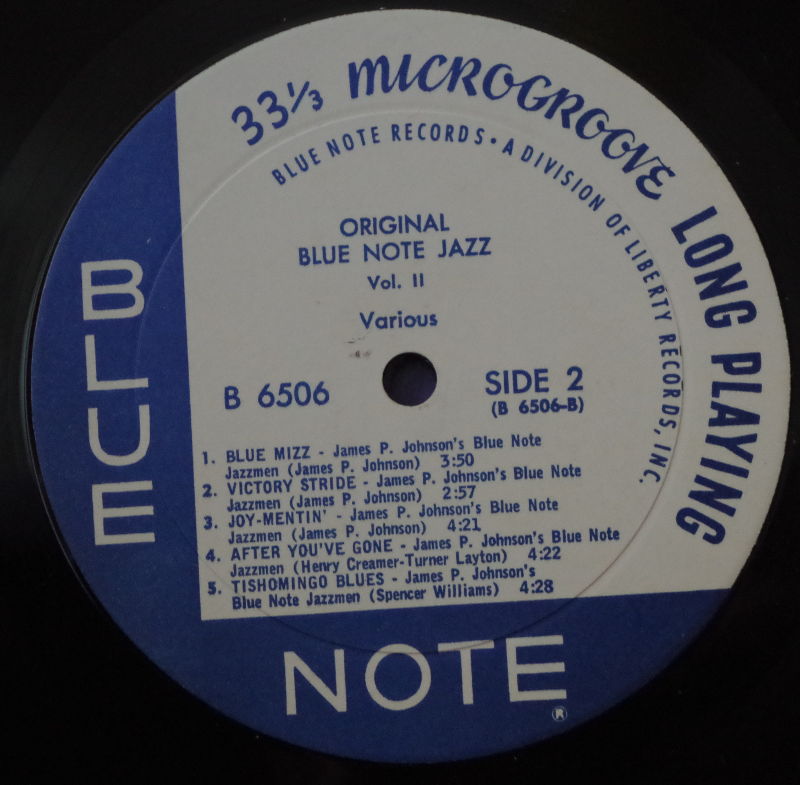 33⅓ MICROGROOVE LONG PLAYING
BLUE NOTE RECORDS • A DIVISION OF LIBERTY RECORDS, INC.
ORIGINAL
BLUE NOTE JAZZ
Vol. II
Various
B 6506
SIDE 2
(B 6506-B)
1. BLUE MIZZ - James P. Johnson's Blue Note
Jazzmen (James P. Johnson) 3:50
2. VICTORY STRIDE - James P. Johnson's Blue Note
Jazzmen (James P. Johnson) 2:57
3. JOY-MENTIN' - James P. Johnson's Blue Note
Jazzmen (James P. Johnson) 4:21
4. AFTER YOU'VE GONE - James P. Johnson's Blue Note
Jazzmen (Henry Creamer-Turner Layton) 4:22
5. TISHOMINGO BLUES - James P. Johnson's
Blue Note Jazzmen (Spencer Williams) 4:28
BLUE
NOTE
®